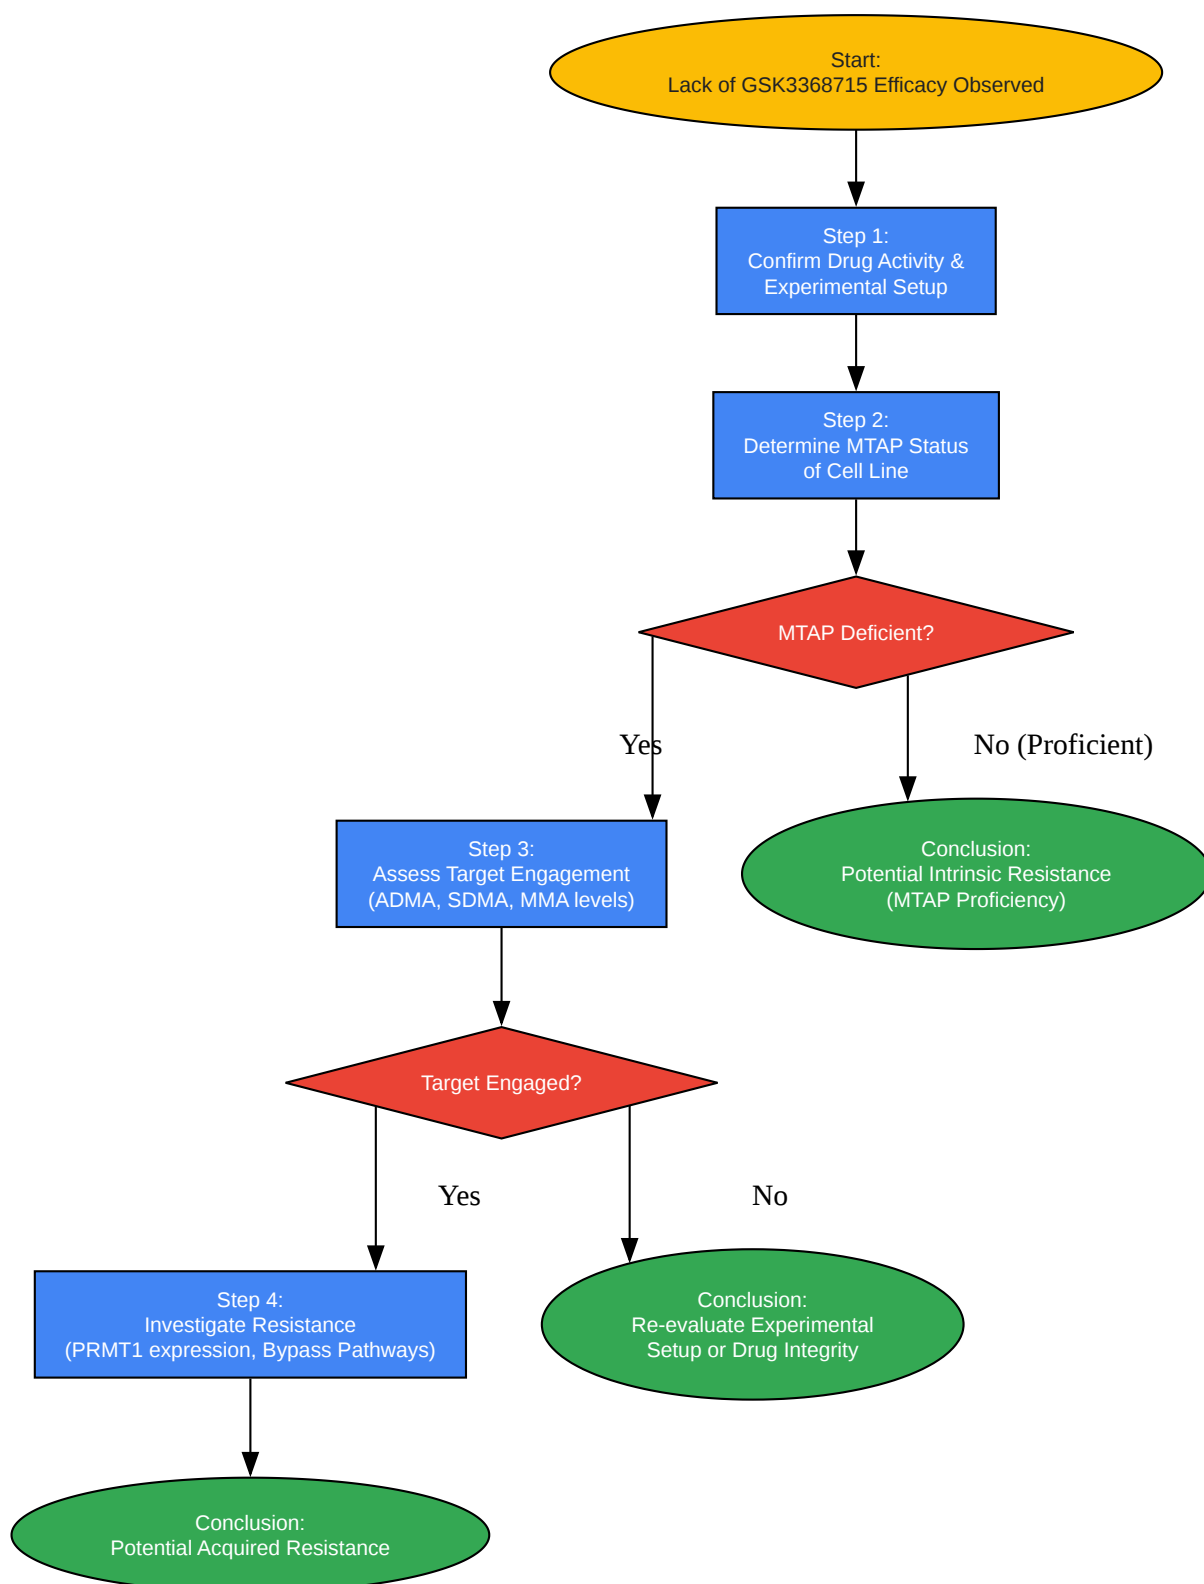 Start:
Lack of GSK3368715 Efficacy Observed
Step 1:
Confirm Drug Activity &
Experimental Setup
Step 2:
Determine MTAP Status
of Cell Line
MTAP Deficient?
Yes
No (Proficient)
Step 3:
Assess Target Engagement
(ADMA, SDMA, MMA levels)
Conclusion:
Potential Intrinsic Resistance
(MTAP Proficiency)
Target Engaged?
Yes
No
Step 4:
Investigate Resistance
(PRMT1 expression, Bypass Pathways)
Conclusion:
Re-evaluate Experimental
Setup or Drug Integrity
Conclusion:
Potential Acquired Resistance